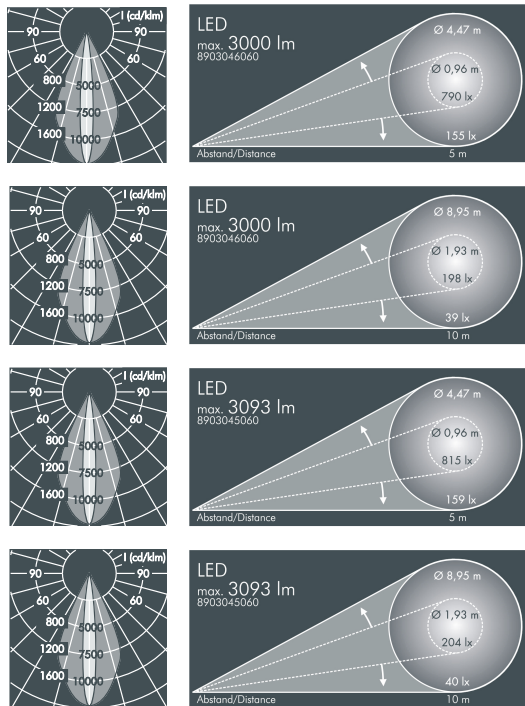 I (cd/klm)
90 90
60 60
800
5000
1200
7500
1600
10000
LED
max. 3000 lm
8903046060
Ø 4,47 m
Ø 0,96 m
790 lx
155 lx
Abstand/Distance 5 m
I (cd/klm)
90 90
60 60
800
5000
1200
7500
1600
10000
LED
max. 3000 lm
8903046060
Ø 8,95 m
Ø 1,93 m
198 lx
39 lx
Abstand/Distance 10 m
I (cd/klm)
90 90
60 60
800
5000
1200
7500
1600
10000
LED
max. 3093 lm
8903045060
Ø 4,47 m
Ø 0,96 m
815 lx
159 lx
Abstand/Distance 5 m
I (cd/klm)
90 90
60 60
800
5000
1200
7500
1600
10000
LED
max. 3093 lm
8903045060
Ø 8,95 m
Ø 1,93 m
204 lx
40 lx
Abstand/Distance 10 m